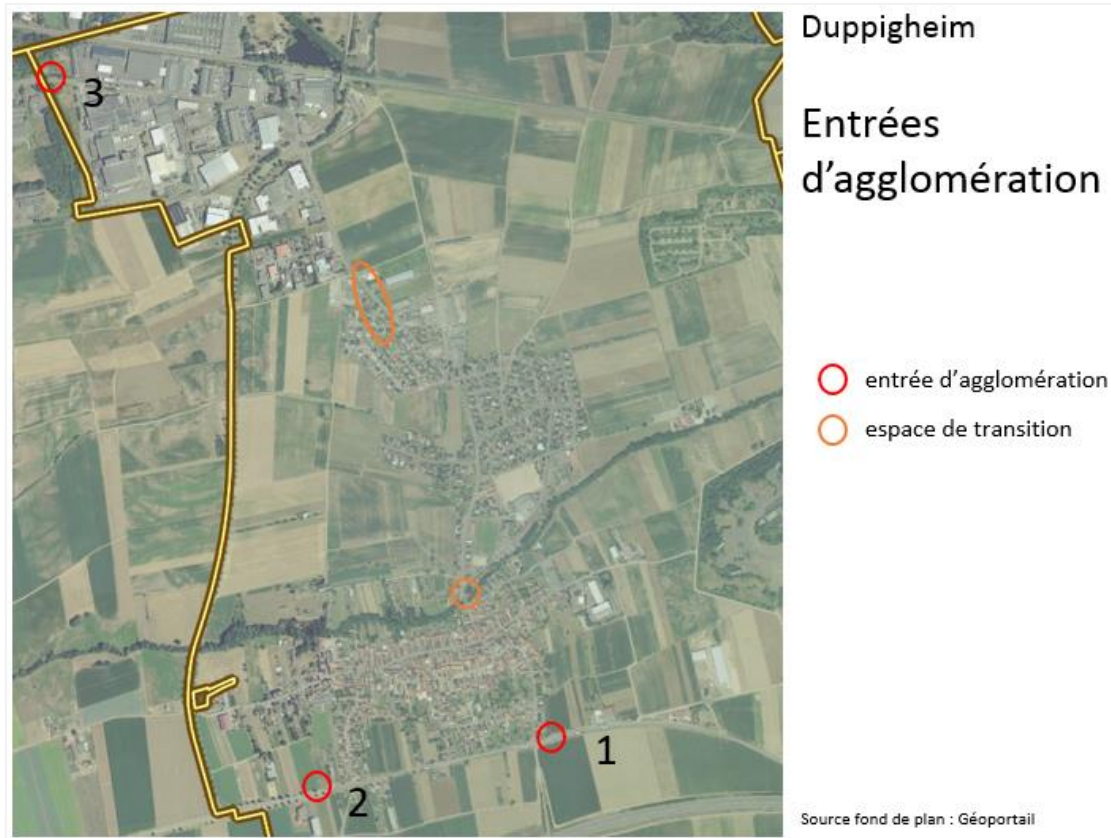 Duppigheim
Entrées
d'agglomération
3
entrée d'agglomération
espace de transition
1
2
Source fond de plan : Géoportail